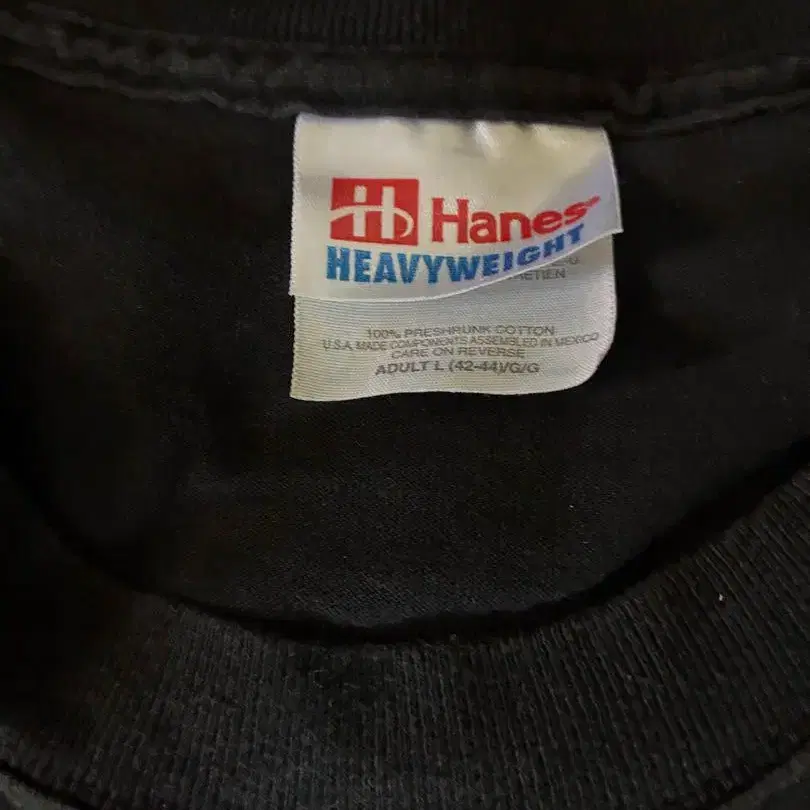 Hanes
HEAVYWEIGHT
100% PRESHRUNK COTTON
U.S.A. MADE COMPONENTS ASSEMBLED IN MEXICO
CARE ON REVERSE
ADULT L (42-44)/G/G